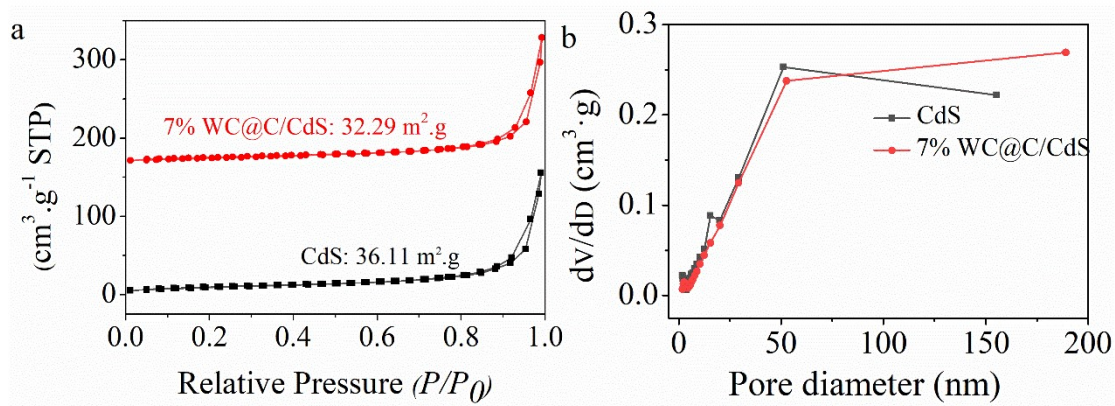 a
(cm³.g⁻¹ STP)
300
200
100
0
7% WC@C/CdS: 32.29 m².g
CdS: 36.11 m².g
0.0 0.2 0.4 0.6 0.8 1.0
Relative Pressure (P/P0)
b
dv/dD (cm³·g)
0.3
0.2
0.1
0.0
CdS
7% WC@C/CdS
0 50 100 150 200
Pore diameter (nm)